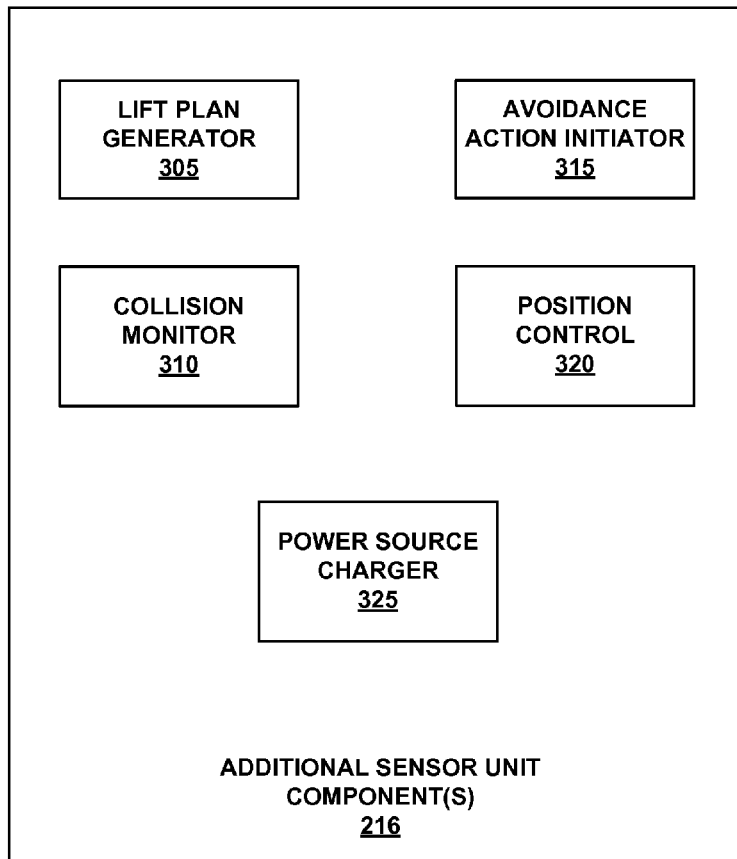 LIFT PLAN
GENERATOR
305
AVOIDANCE
ACTION INITIATOR
315
COLLISION
MONITOR
310
POSITION
CONTROL
320
POWER SOURCE
CHARGER
325
ADDITIONAL SENSOR UNIT
COMPONENT(S)
216